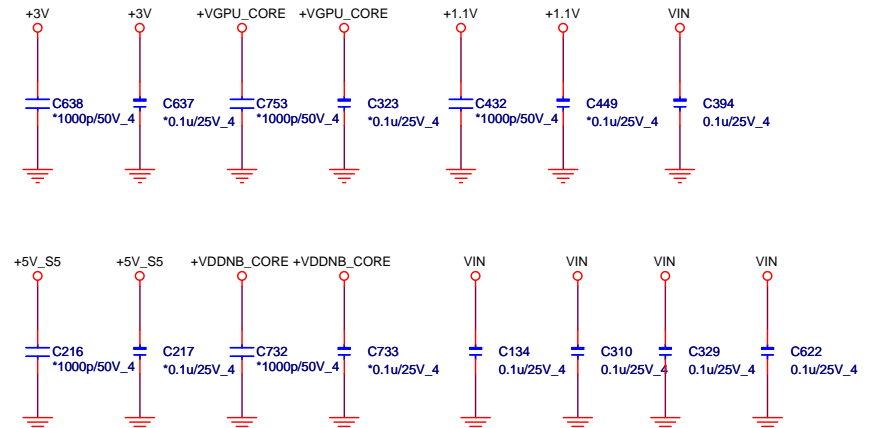 +3V +3V +VGPU_CORE +VGPU_CORE +1.1V +1.1V VIN
C638 C637 C753 C323 C432 C449 C394
*1000p/50V_4 *0.1u/25V_4 *1000p/50V_4 *0.1u/25V_4 *1000p/50V_4 *0.1u/25V_4 0.1u/25V_4
+5V_S5 +5V_S5 +VDDNB_CORE +VDDNB_CORE VIN VIN VIN VIN
C216 C217 C732 C733 C134 C310 C329 C622
*1000p/50V_4 *0.1u/25V_4 *1000p/50V_4 *0.1u/25V_4 0.1u/25V_4 0.1u/25V_4 0.1u/25V_4 0.1u/25V_4